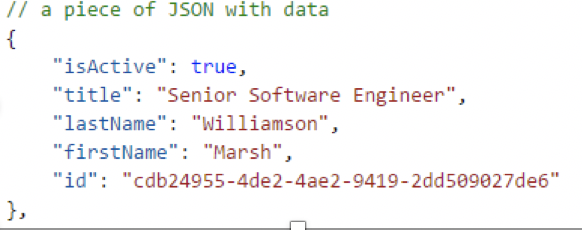 // a piece of JSON with data
{
"isActive": true,
"title": "Senior Software Engineer",
"lastName": "Williamson",
"firstName": "Marsh",
"id": "cdb24955-4de2-4ae2-9419-2dd509027de6"
},